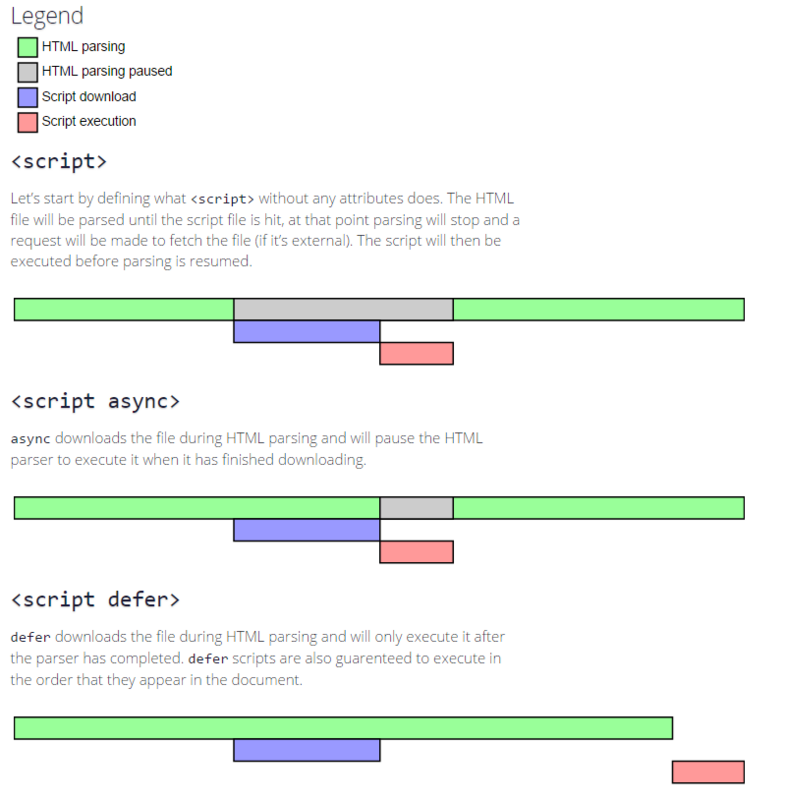 Legend
HTML parsing
HTML parsing paused
Script download
Script execution
<script>
Let's start by defining what <script> without any attributes does. The HTML
file will be parsed until the script file is hit, at that point parsing will stop and a
request will be made to fetch the file (if it's external). The script will then be
executed before parsing is resumed.
<script async>
async downloads the file during HTML parsing and will pause the HTML
parser to execute it when it has finished downloading.
<script defer>
defer downloads the file during HTML parsing and will only execute it after
the parser has completed. defer scripts are also guarenteed to execute in
the order that they appear in the document.